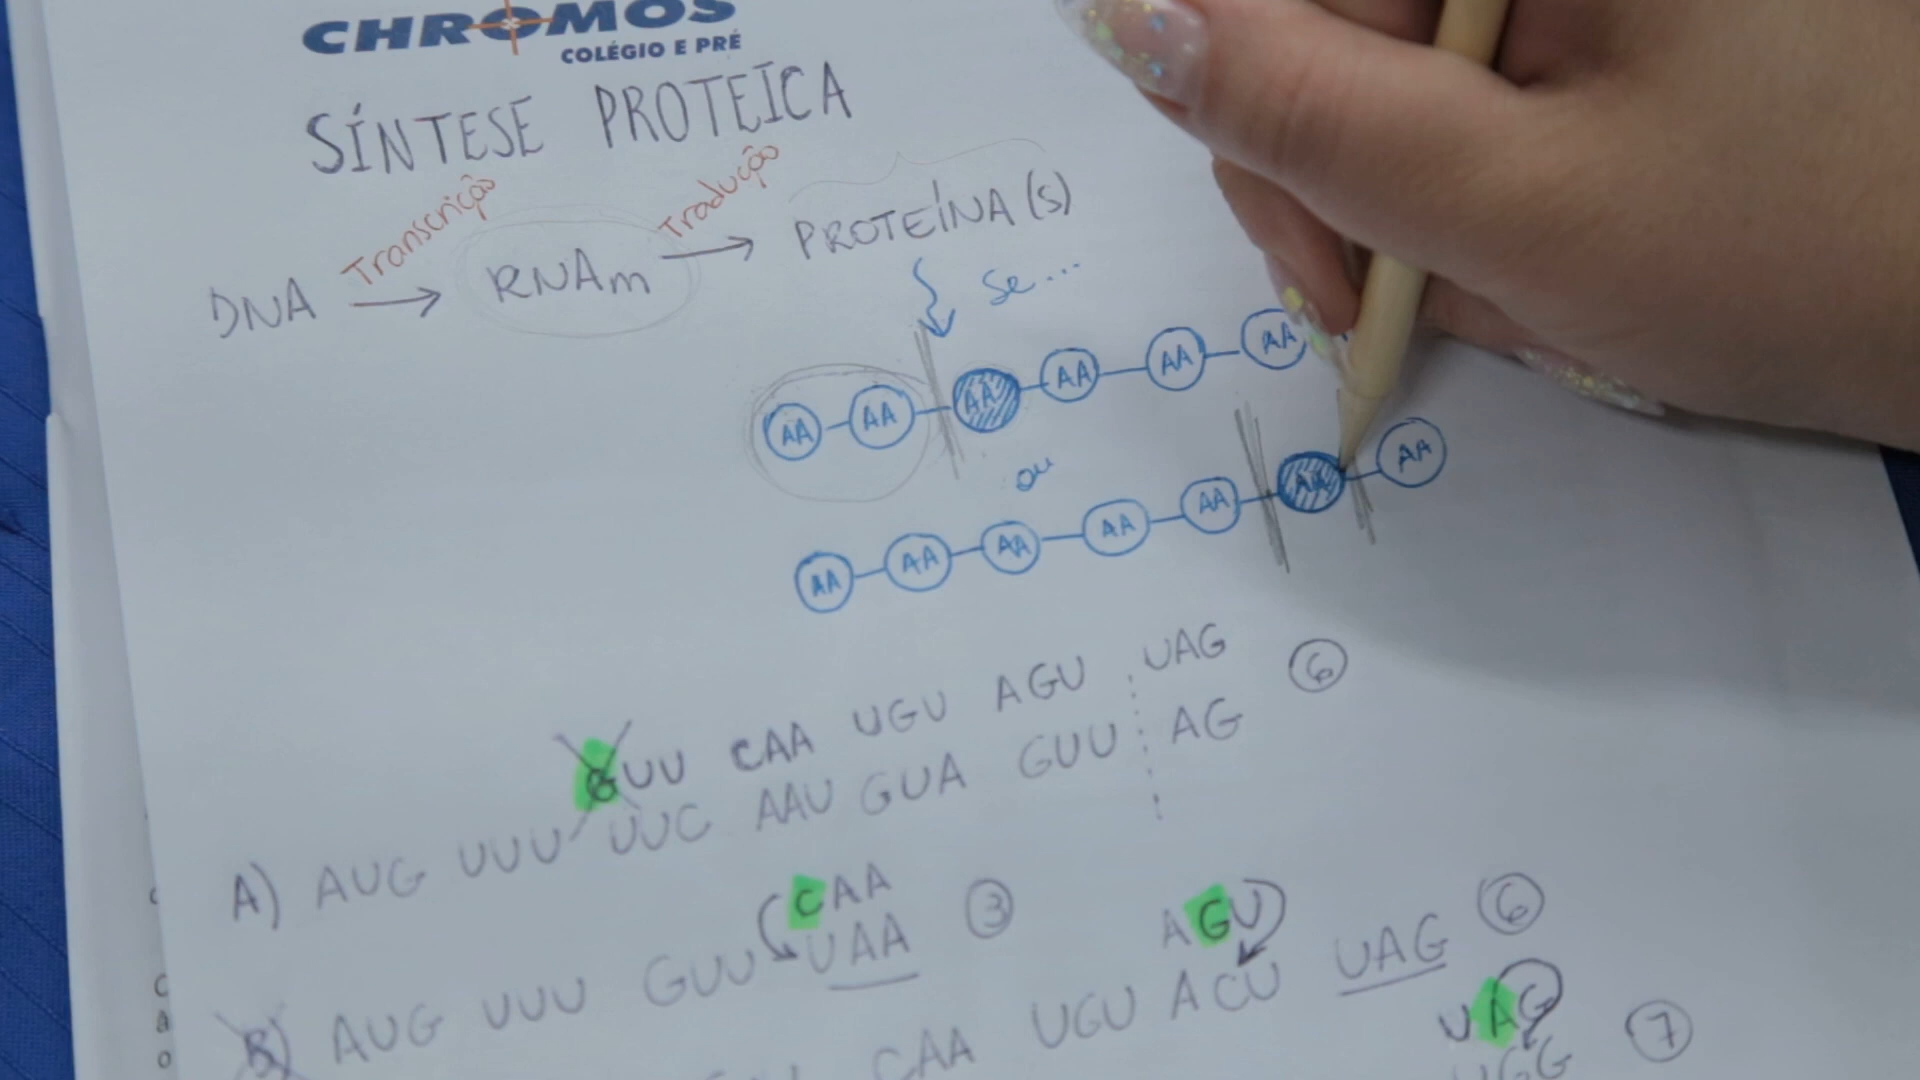 CHROMOS
COLÉGIO E PRÉ
SÍNTESE PROTEÍCA
Transcrição Tradução
DNA → RNAm → PROTEÍNA(S)
Se...
AA AA AA AA AA AA
ou
AA AA AA AA AA AA AA
GUU CAA UGU AGU UAG 6
A) AUG UUU UUC AAU GUA GUU AG
CAA 3 AGU 6
B) AUG UUU GUU UAA
CAA UGU ACU UAG
UAG 7
UGG